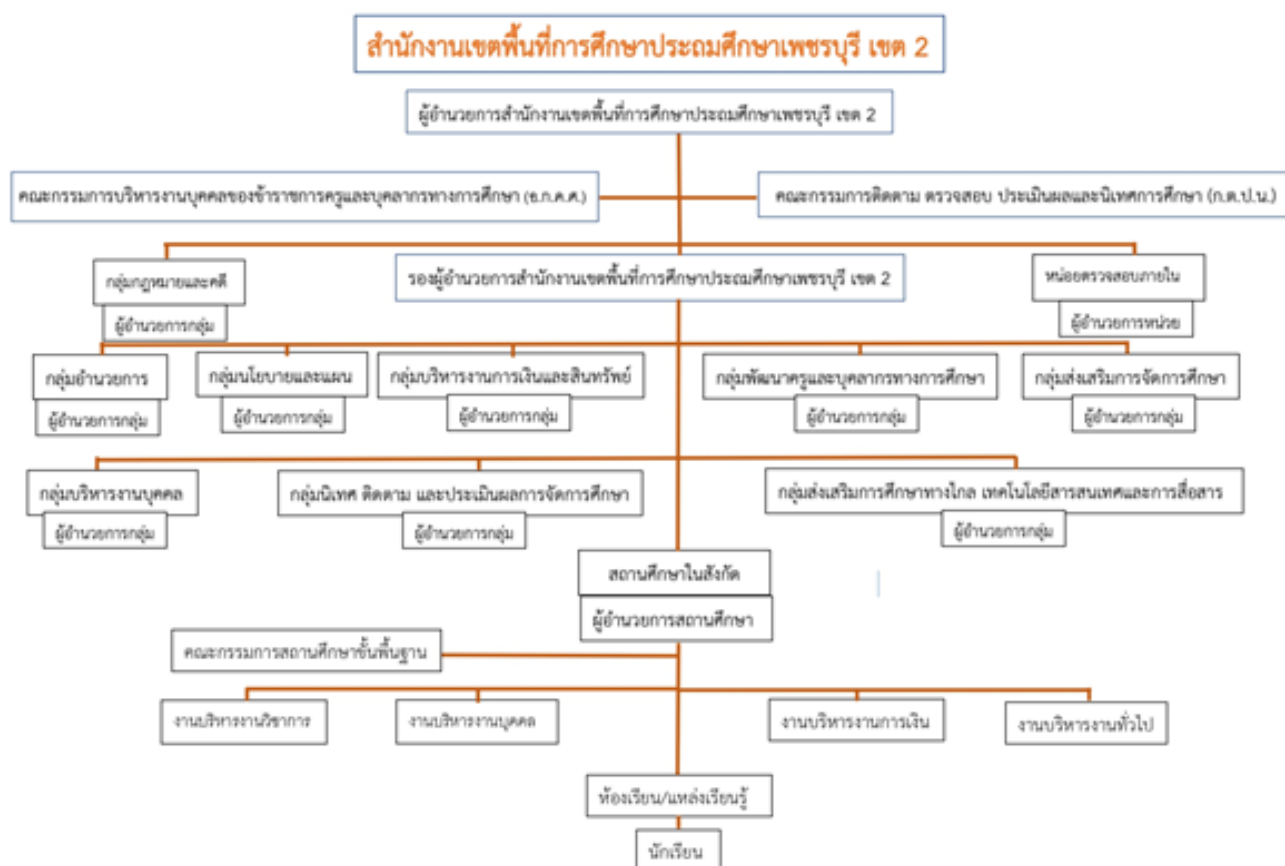 สำนักงานเขตพื้นที่การศึกษาประถมศึกษาเพชรบุรี เขต 2
ผู้อำนวยการสำนักงานเขตพื้นที่การศึกษาประถมศึกษาเพชรบุรี เขต 2
คณะกรรมการบริหารงานบุคคลของข้าราชการครูและบุคลากรทางการศึกษา (อ.ก.ค.ศ.)
คณะกรรมการติดตาม ตรวจสอบ ประเมินผลและนิเทศการศึกษา (ก.ต.ป.น.)
กลุ่มกฎหมายและคดี
ผู้อำนวยการกลุ่ม
รองผู้อำนวยการสำนักงานเขตพื้นที่การศึกษาประถมศึกษาเพชรบุรี เขต 2
หน่อยตรวจสอบภายใน
ผู้อำนวยการหน่วย
กลุ่มอำนวยการ
ผู้อำนวยการกลุ่ม
กลุ่มนโยบายและแผน
ผู้อำนวยการกลุ่ม
กลุ่มบริหารงานการเงินและสินทรัพย์
ผู้อำนวยการกลุ่ม
กลุ่มพัฒนาครูและบุคลากรทางการศึกษา
ผู้อำนวยการกลุ่ม
กลุ่มส่งเสริมการจัดการศึกษา
ผู้อำนวยการกลุ่ม
กลุ่มบริหารงานบุคคล
ผู้อำนวยการกลุ่ม
กลุ่มนิเทศ ติดตาม และประเมินผลการจัดการศึกษา
ผู้อำนวยการกลุ่ม
กลุ่มส่งเสริมการศึกษาทางไกล เทคโนโลยีสารสนเทศและการสื่อสาร
ผู้อำนวยการกลุ่ม
สถานศึกษาในสังกัด
ผู้อำนวยการสถานศึกษา
คณะกรรมการสถานศึกษาขั้นพื้นฐาน
งานบริหารงานวิชาการ
งานบริหารงานบุคคล
งานบริหารงานการเงิน
งานบริหารงานทั่วไป
ห้องเรียน/แหล่งเรียนรู้
นักเรียน